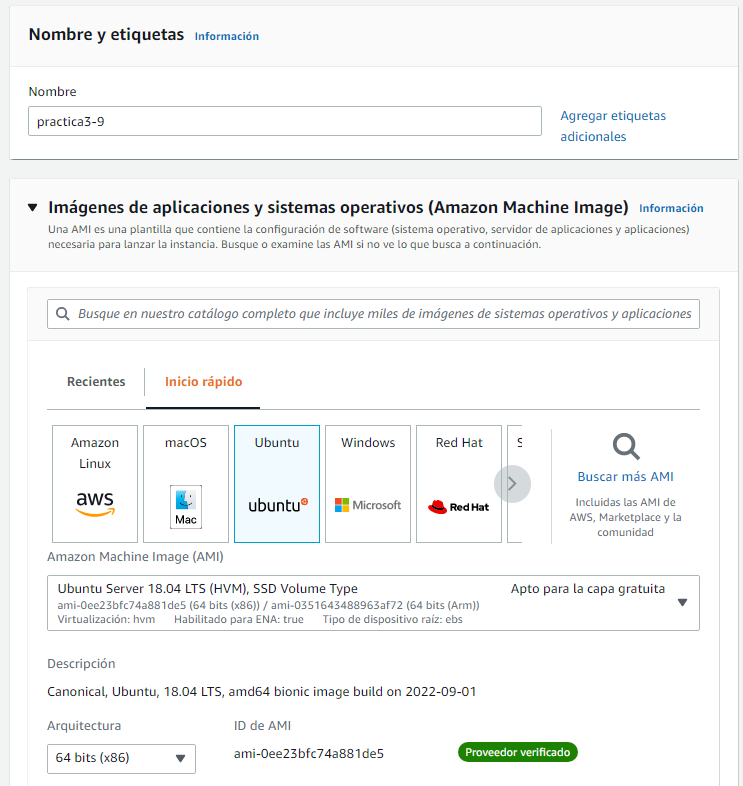 Nombre y etiquetas Información
Nombre
practica3-9
Agregar etiquetas
adicionales
Imágenes de aplicaciones y sistemas operativos (Amazon Machine Image) Información
Una AMI es una plantilla que contiene la configuración de software (sistema operativo, servidor de aplicaciones y aplicaciones)
necesaria para lanzar la instancia. Busque o examine las AMI si no ve lo que busca a continuación.
Busque en nuestro catálogo completo que incluye miles de imágenes de sistemas operativos y aplicaciones
Recientes Inicio rápido
Amazon
Linux
aws
macOS
Mac
Ubuntu
ubuntu
Windows
Microsoft
Red Hat
Red Hat
S
Buscar más AMI
Incluidas las AMI de
AWS, Marketplace y la
comunidad
Amazon Machine Image (AMI)
Ubuntu Server 18.04 LTS (HVM), SSD Volume Type Apto para la capa gratuita
ami-0ee23bfc74a881de5 (64 bits (x86)) / ami-0351643488963af72 (64 bits (Arm))
Virtualización: hvm Habilitado para ENA: true Tipo de dispositivo raíz: ebs
Descripción
Canonical, Ubuntu, 18.04 LTS, amd64 bionic image build on 2022-09-01
Arquitectura
64 bits (x86)
ID de AMI
ami-0ee23bfc74a881de5
Proveedor verificado